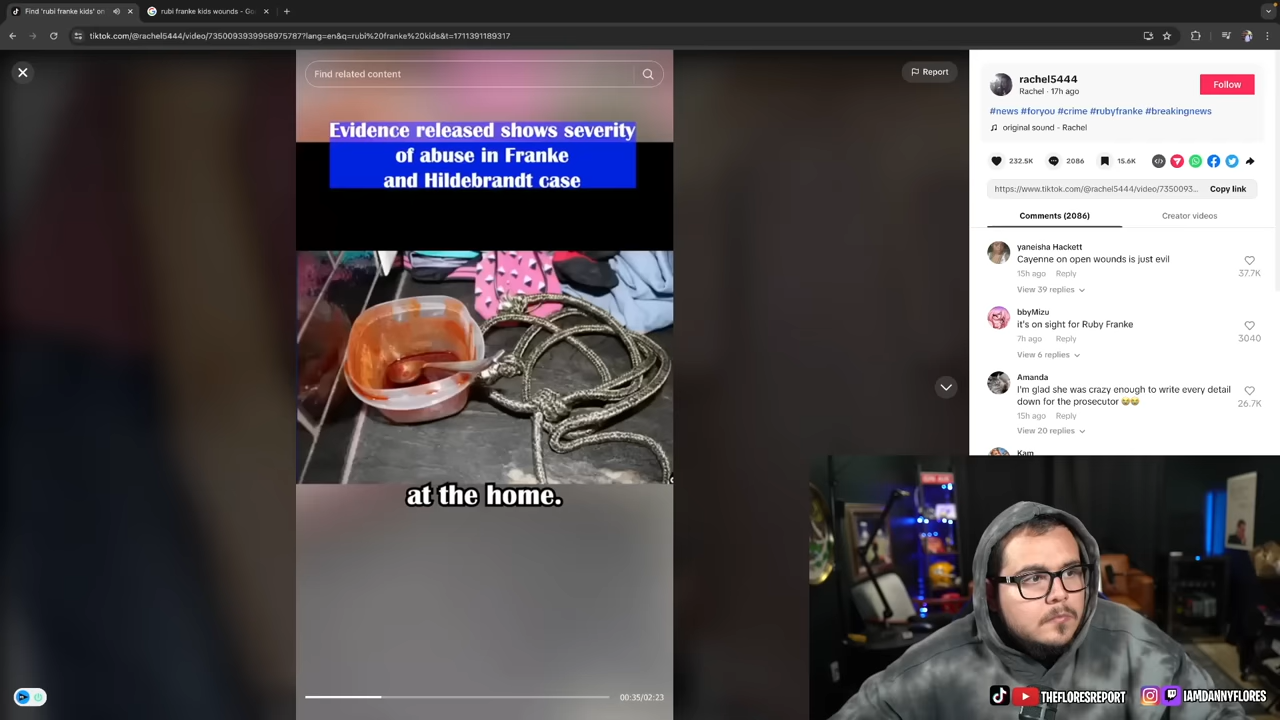 Find 'rubi franke kids' on
rubi franke kids wounds - Go
tiktok.com/@rachel5444/video/7350093939958975787?lang=en&q=rubi%20franke%20kids&t=1711391189317
Find related content
Report
Evidence released shows severity
of abuse in Franke
and Hildebrandt case
at the home.
00:35/02:23
rachel5444
Rachel · 17h ago
Follow
#news #foryou #crime #rubyfranke #breakingnews
original sound - Rachel
232.5K
2086
15.6K
https://www.tiktok.com/@rachel5444/video/735009393...
Copy link
Comments (2086)
Creator videos
yaneisha Hackett
Cayenne on open wounds is just evil
15h ago Reply
37.7K
View 39 replies
bbyMizu
it's on sight for Ruby Franke
7h ago Reply
3040
View 6 replies
Amanda
I'm glad she was crazy enough to write every detail
down for the prosecutor 😭😭
26.7K
15h ago Reply
View 20 replies
Kam
THEFLORESREPORT
IAMDANNYFLORES